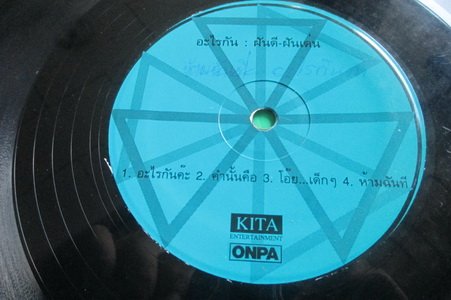 อะไรกัน : ฝันดี-ฝันเด่น
1. อะไรกันค๊ะ 2. คำนั้นคือ 3. โอ๊ย...เด็กๆ 4. ห้ามฉันที
KITA
ENTERTAINMENT
ONPA